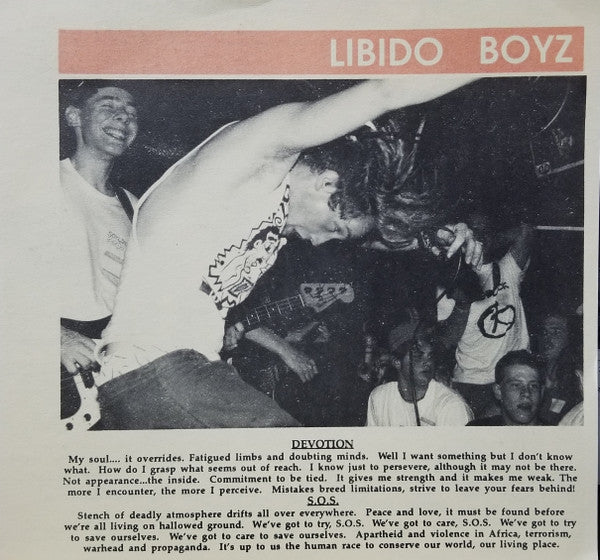 LIBIDO BOYZ
DEVOTION
My soul.... it overrides. Fatigued limbs and doubting minds. Well I want something but I don't know
what. How do I grasp what seems out of reach. I know just to persevere, although it may not be there.
Not appearance...the inside. Commitment to be tied. It gives me strength and it makes me weak. The
more I encounter, the more I perceive. Mistakes breed limitations, strive to leave your fears behind!
S.O.S.
Stench of deadly atmosphere drifts all over everywhere. Peace and love, it must be found before
we're all living on hallowed ground. We've got to try, S.O.S. We've got to care, S.O.S. We've got to try
to save ourselves. We've got to care to save ourselves. Apartheid and violence in Africa, terrorism,
warhead and propaganda. It's up to us the human race to conserve our world, our living place.